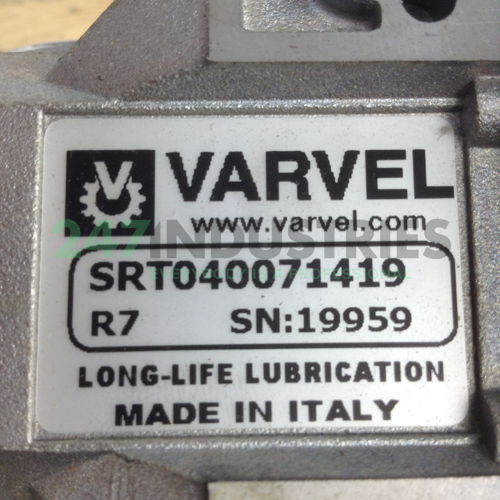 V VARVEL
www.varvel.com
247INDUSTRIES
SRT040071419
R7 SN:19959
LONG-LIFE LUBRICATION
MADE IN ITALY